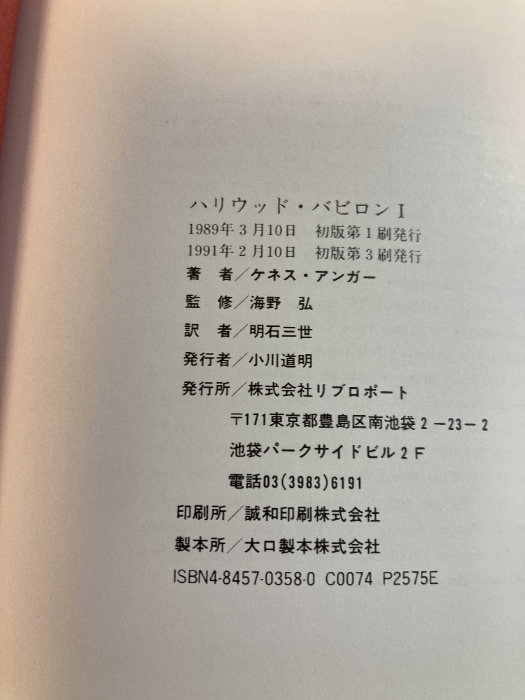 ハリウッド・バビロンⅠ
1989年3月10日 初版第1刷発行
1991年2月10日 初版第3刷発行
著 者／ケネス・アンガー
監 修／海野 弘
訳 者／明石三世
発行者／小川道明
発行所／株式会社リブロポート
〒171東京都豊島区南池袋2-23-2
池袋パークサイドビル2F
電話03(3983)6191
印刷所／誠和印刷株式会社
製本所／大口製本株式会社
ISBN4-8457-0358-0 C0074 P2575E